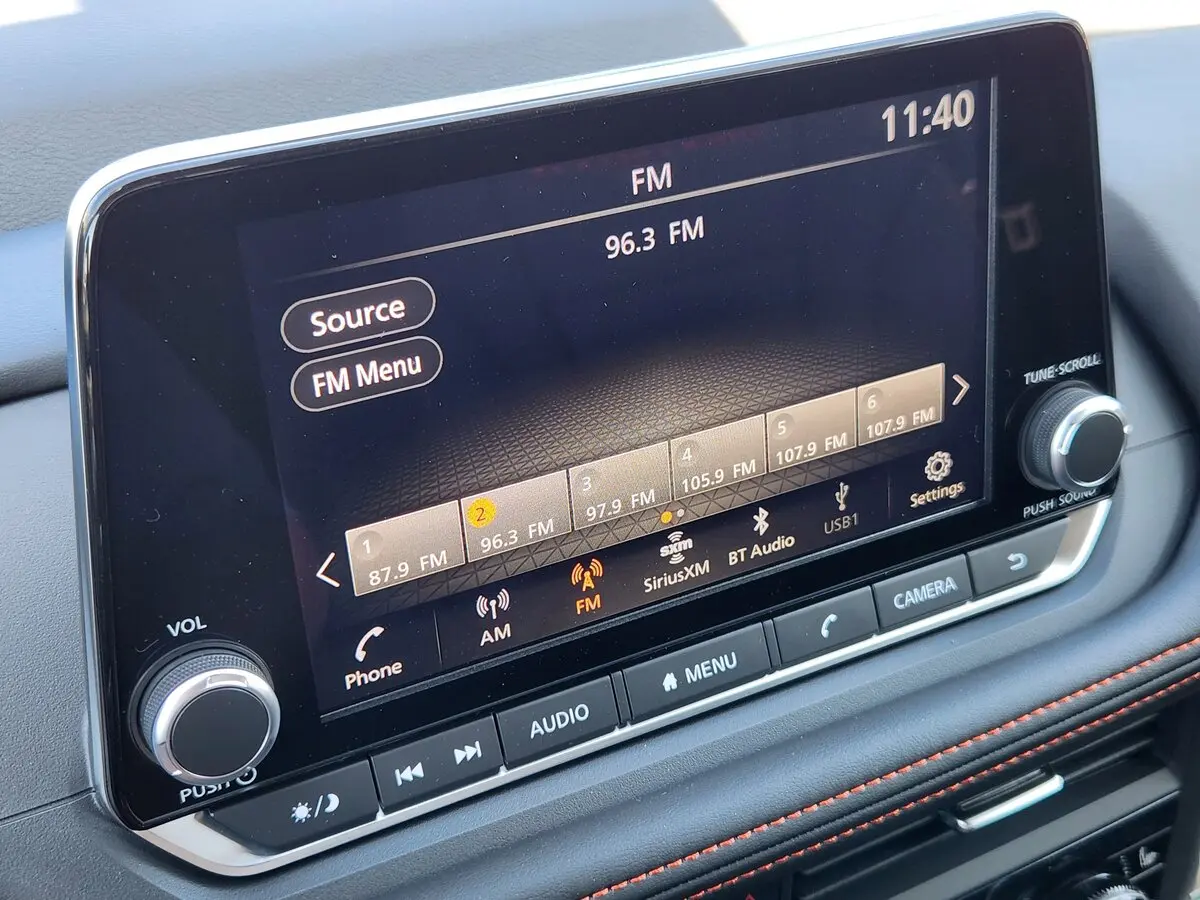 11:40
FM
96.3 FM
Source
FM Menu
1
87.9 FM
2
96.3 FM
3
97.9 FM
4
105.9 FM
5
107.9 FM
6
107.9 FM
Phone
AM
FM
sxm
SiriusXM
BT Audio
USB1
Settings
VOL
PUSH
TUNE·SCROLL
PUSH SOUND
AUDIO
MENU
CAMERA